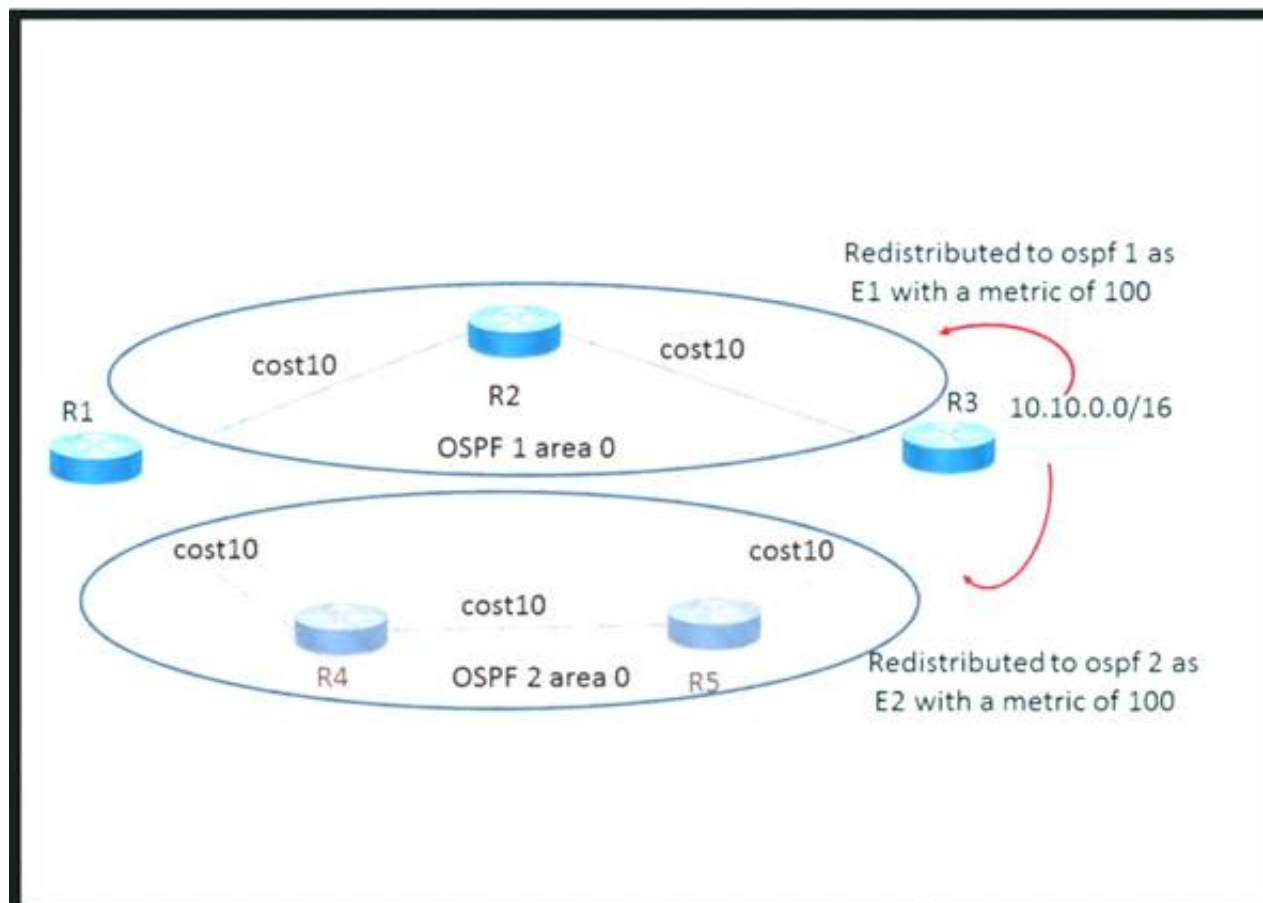 Redistributed to ospf 1 as
E1 with a metric of 100
cost10
cost10
R2
R1
R3
10.10.0.0/16
OSPF 1 area 0
cost10
cost10
cost10
R4
OSPF 2 area 0
R5
Redistributed to ospf 2 as
E2 with a metric of 100